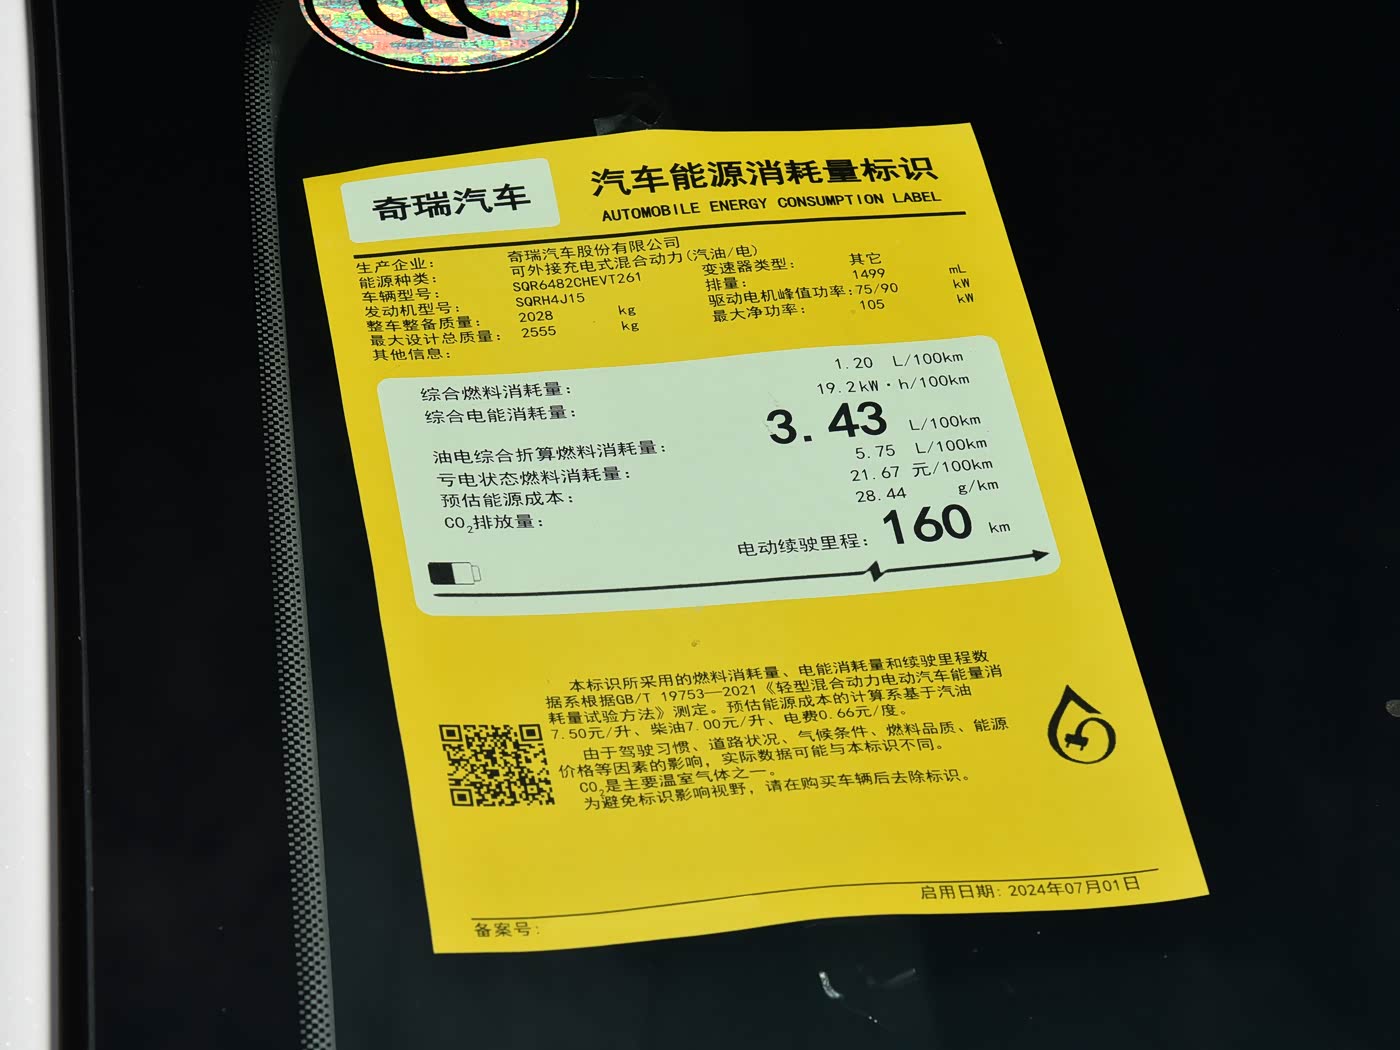 奇瑞汽车
汽车能源消耗量标识
AUTOMOBILE ENERGY CONSUMPTION LABEL
生产企业: 奇瑞汽车股份有限公司
能源种类: 可外接充电式混合动力(汽油/电)
车辆型号: SQR6482CHEVT261 变速器类型: 其它
发动机型号: SQRH4J15 排量: 1499 mL
整车整备质量: 2028 kg 驱动电机峰值功率:75/90 kW
最大设计总质量: 2555 kg 最大净功率: 105 kW
其他信息:
综合燃料消耗量: 1.20 L/100km
综合电能消耗量: 19.2kW·h/100km
油电综合折算燃料消耗量: 3.43 L/100km
亏电状态燃料消耗量: 5.75 L/100km
预估能源成本: 21.67 元/100km
CO₂排放量: 28.44 g/km
电动续驶里程: 160 km
本标识所采用的燃料消耗量、电能消耗量和续驶里程数
据系根据GB/T 19753—2021《轻型混合动力电动汽车能量消
耗量试验方法》测定。预估能源成本的计算系基于汽油
7.50元/升、柴油7.00元/升、电费0.66元/度。
由于驾驶习惯、道路状况、气候条件、燃料品质、能源
价格等因素的影响,实际数据可能与本标识不同。
CO₂是主要温室气体之一。
为避免标识影响视野,请在购买车辆后去除标识。
启用日期: 2024年07月01日
备案号: